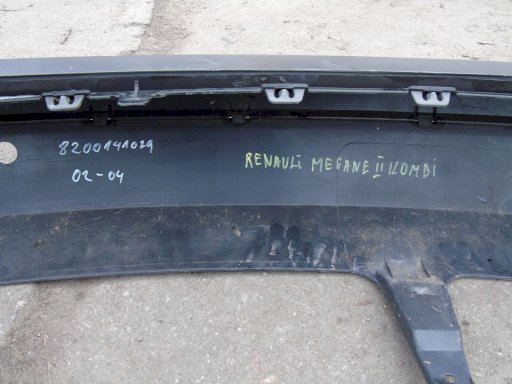 8200141029
02-04
RENAULT MEGANE II KOMBI